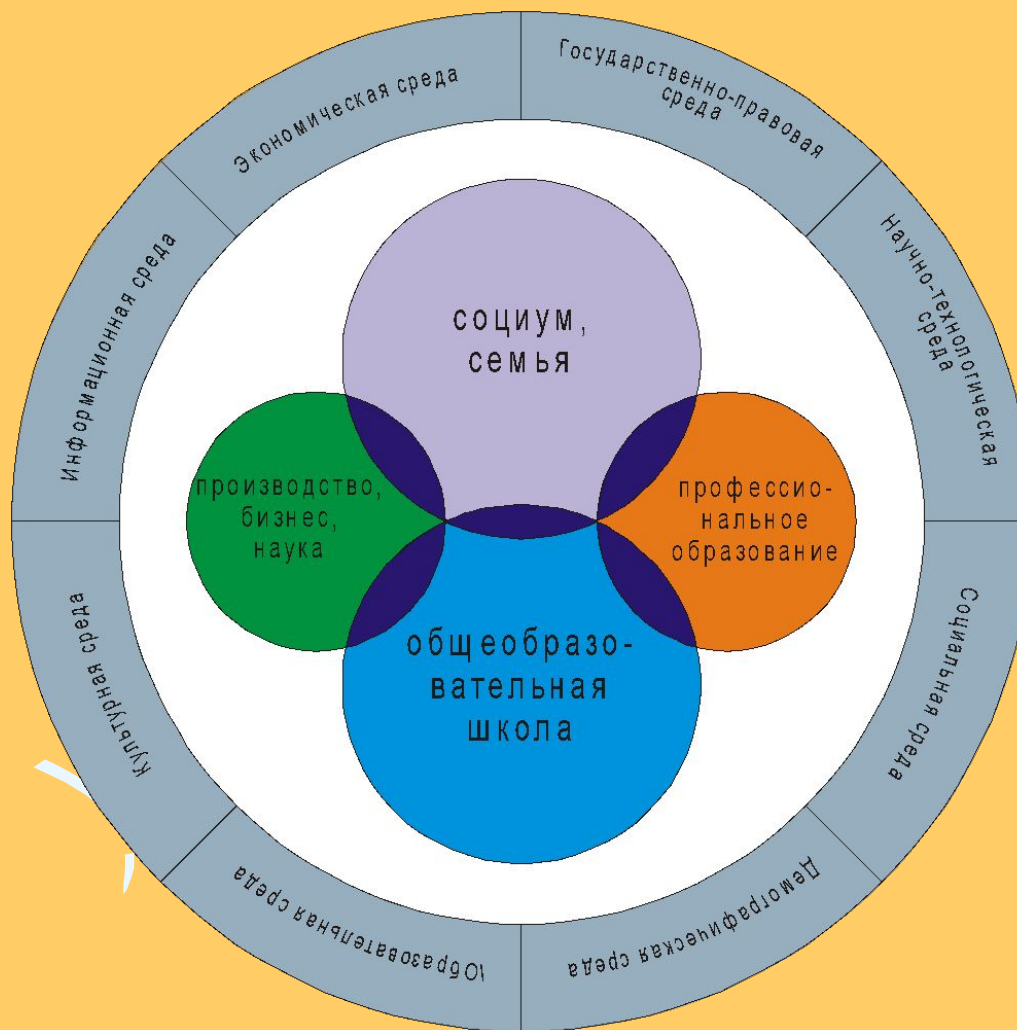 Государственно-правовая
среда
Научно-технологическая
среда
Социальная среда
Демографическая среда
\Образовательная среда
Культурная среда
Информационная среда
Экономическая среда
социум,
семья
производство,
бизнес,
наука
профессио-
нальное
образование
общеобразо-
вательная
школа